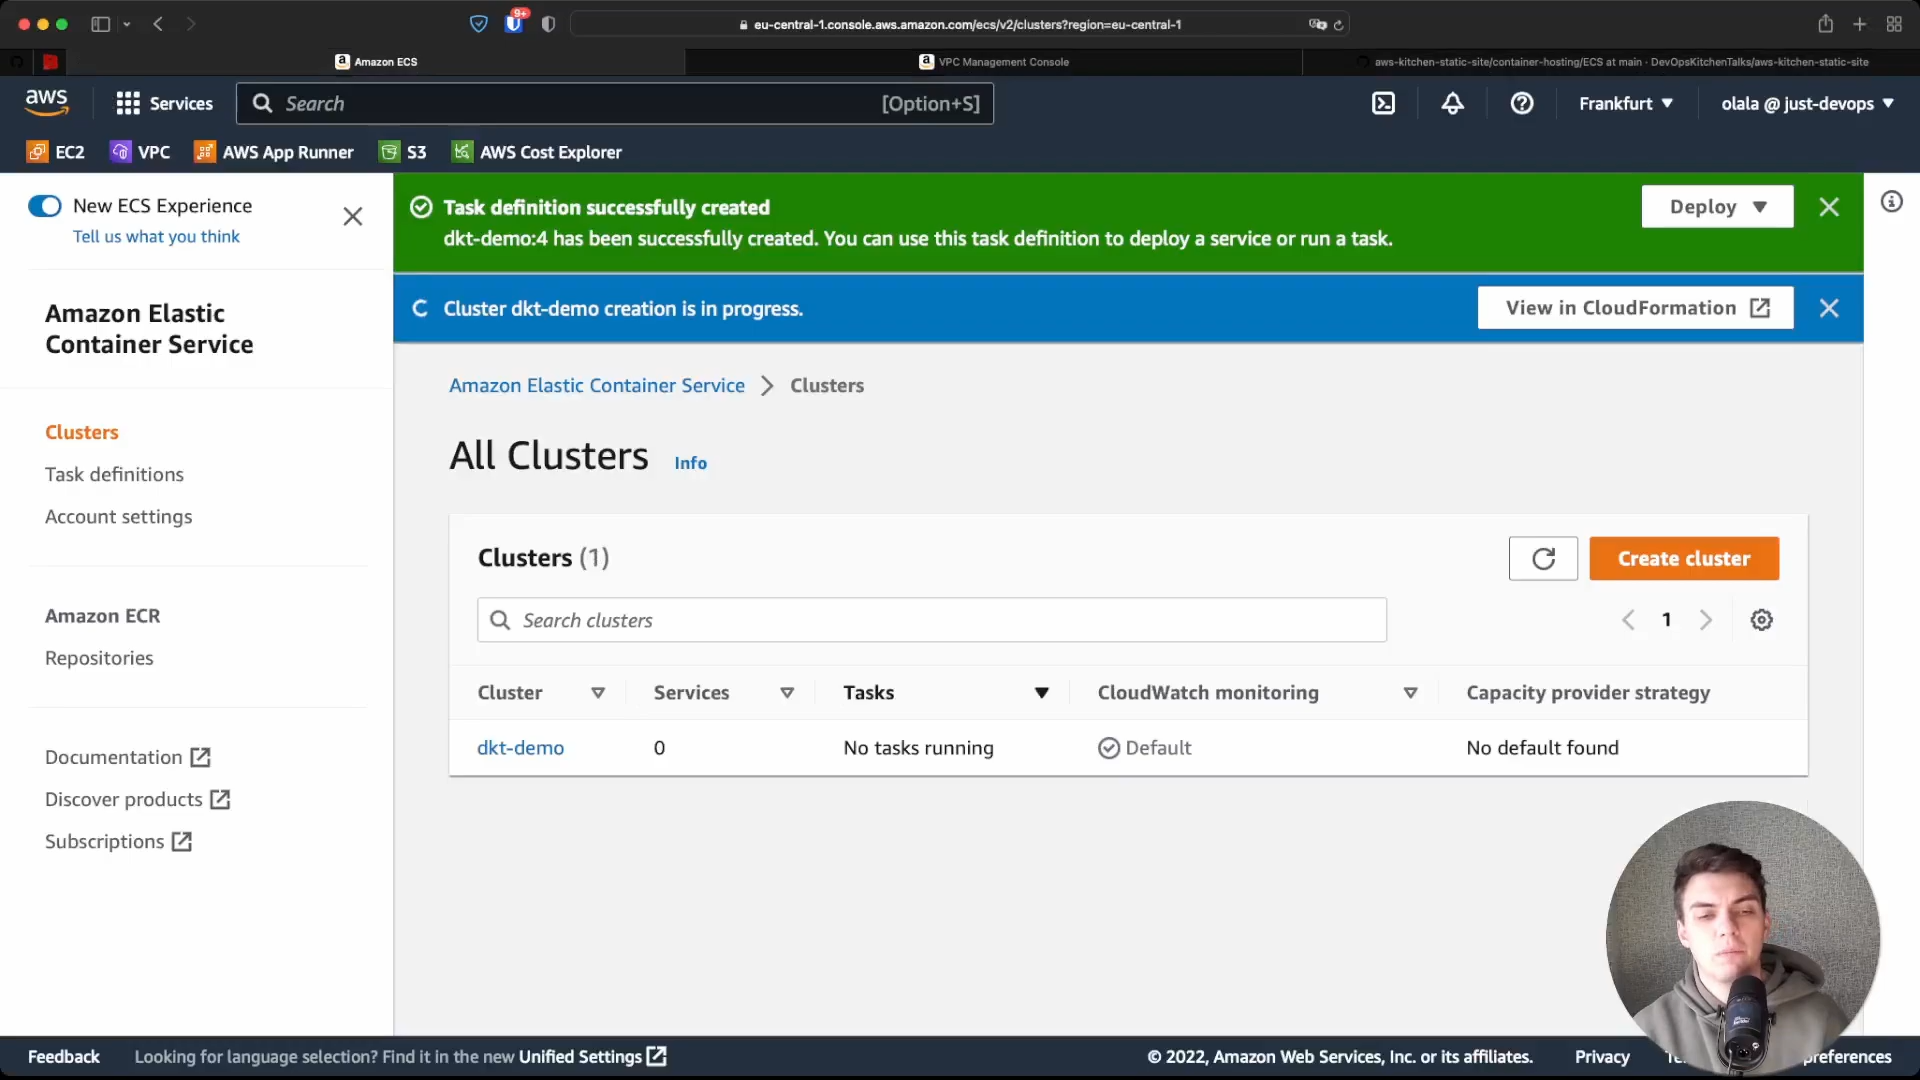 9+
eu-central-1.console.aws.amazon.com/ecs/v2/clusters?region=eu-central-1
a Amazon ECS
a VPC Management Console
aws-kitchen-static-site/container-hosting/ECS at main · DevOpsKitchenTalks/aws-kitchen-static-site
aws
Services
Search
[Option+S]
Frankfurt
olala @ just-devops
EC2
VPC
AWS App Runner
S3
AWS Cost Explorer
New ECS Experience
Tell us what you think
Amazon Elastic
Container Service
Clusters
Task definitions
Account settings
Amazon ECR
Repositories
Documentation
Discover products
Subscriptions
Task definition successfully created
dkt-demo:4 has been successfully created. You can use this task definition to deploy a service or run a task.
Deploy
Cluster dkt-demo creation is in progress.
View in CloudFormation
Amazon Elastic Container Service > Clusters
All Clusters
Info
Clusters (1)
Create cluster
Search clusters
1
Cluster Services Tasks CloudWatch monitoring Capacity provider strategy
dkt-demo 0 No tasks running Default No default found
Feedback
Looking for language selection? Find it in the new Unified Settings
© 2022, Amazon Web Services, Inc. or its affiliates.
Privacy
preferences